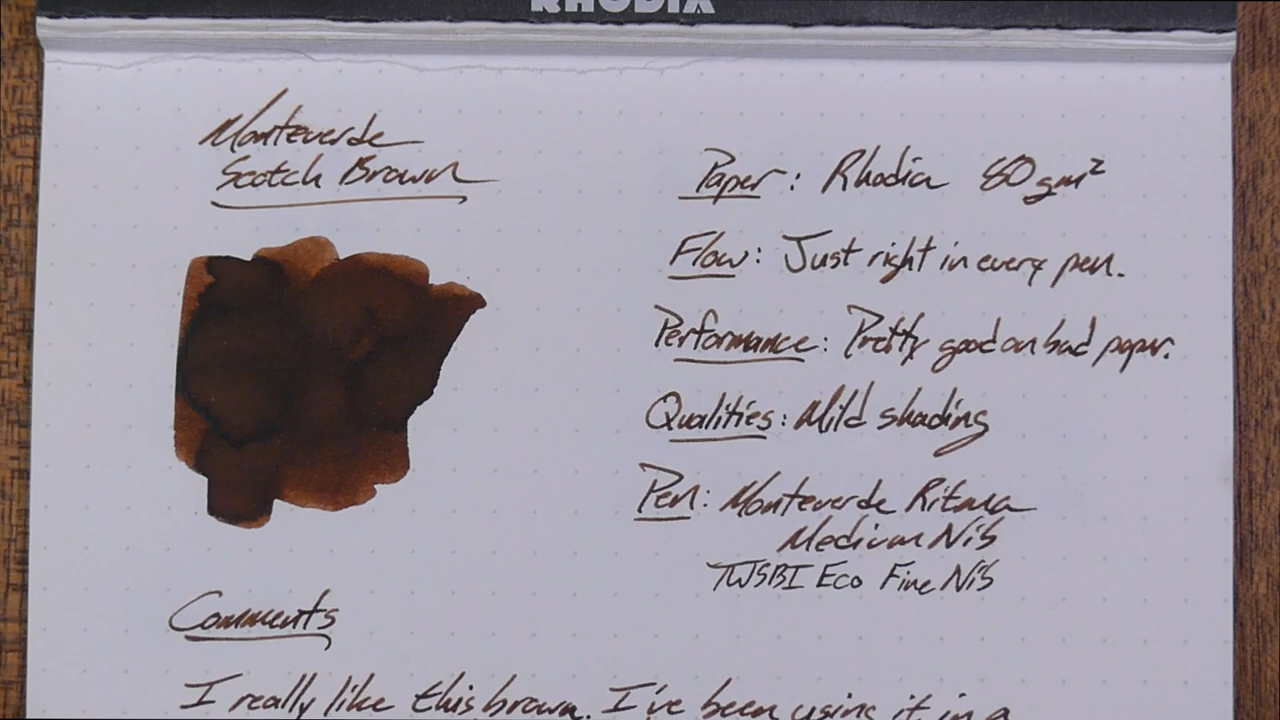 RHODIA
Monteverde
Scotch Brown
Paper: Rhodia 80 gm²
Flow: Just right in every pen.
Performance: Pretty good on bad paper.
Qualities: Mild shading
Pen: Monteverde Ritma
Medium Nib
TWSBI Eco Fine Nib
Comments
I really like this brown. I've been using it in a